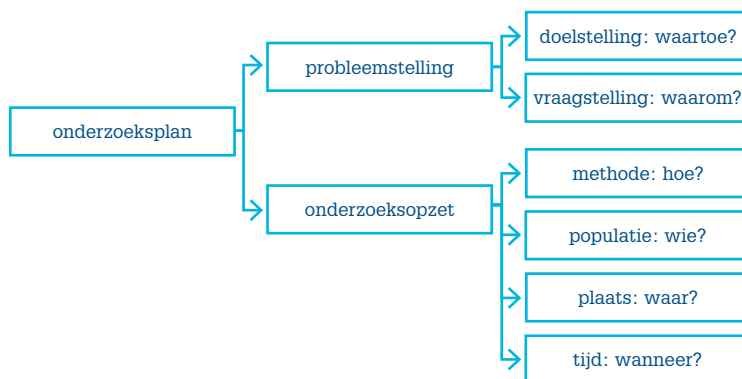 onderzoeksplan
probleemstelling
doelstelling: waartoe?
vraagstelling: waarom?
onderzoeksopzet
methode: hoe?
populatie: wie?
plaats: waar?
tijd: wanneer?